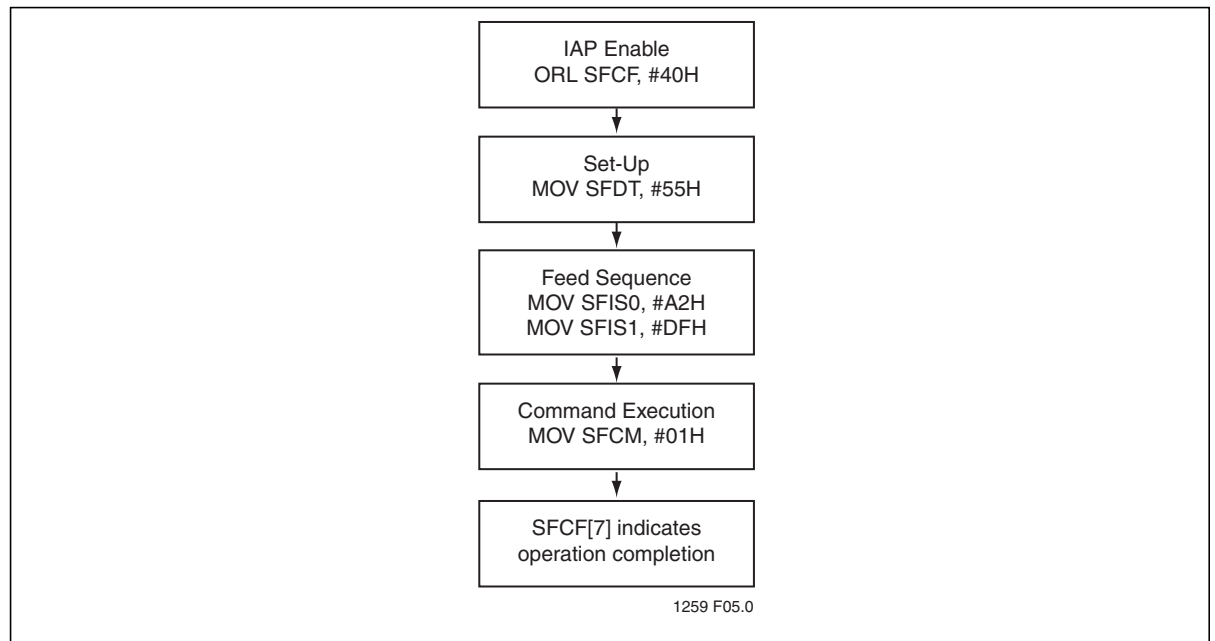 IAP Enable
ORL SFCF, #40H
Set-Up
MOV SFDT, #55H
Feed Sequence
MOV SFIS0, #A2H
MOV SFIS1, #DFH
Command Execution
MOV SFCM, #01H
SFCF[7] indicates
operation completion
1259 F05.0